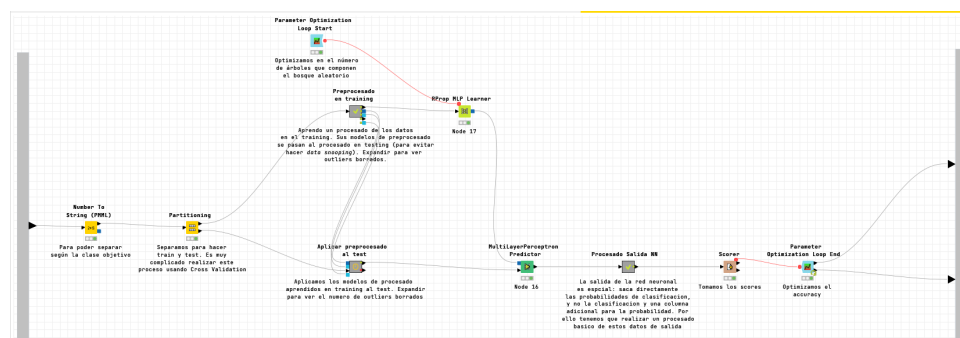 Parameter Optimization
Loop Start
Optimizamos en el número
de árboles que componen
el bosque aleatorio
Preprocesado
en training
RProp MLP Learner
Node 17
Aprendo un procesado de los datos
en el training. Sus modelos de preprocesado
se pasan al procesado en testing (para evitar
hacer data snooping). Expandir para ver
outliers borrados.
Number To
String (PMML)
Para poder separar
según la clase objetivo
Partitioning
Separamos para hacer
train y test. Es muy
complicado realizar este
proceso usando Cross Validation
Aplicar preprocesado
al test
Aplicamos los modelos de procesado
aprendidos en training al test. Expandir
para ver el numero de outliers borrados
MultiLayerPerceptron
Predictor
Node 16
Procesado Salida NN
La salida de la red neuronal
es espcial: saca directamente
las probabilidades de clasificacion,
y no la clasificacion y una columna
adicional para la probabilidad. Por
ello tenemos que realizar un procesado
basico de estos datos de salida
Scorer
Tomamos los scores
Parameter
Optimization Loop End
Optimizamos el
accuracy